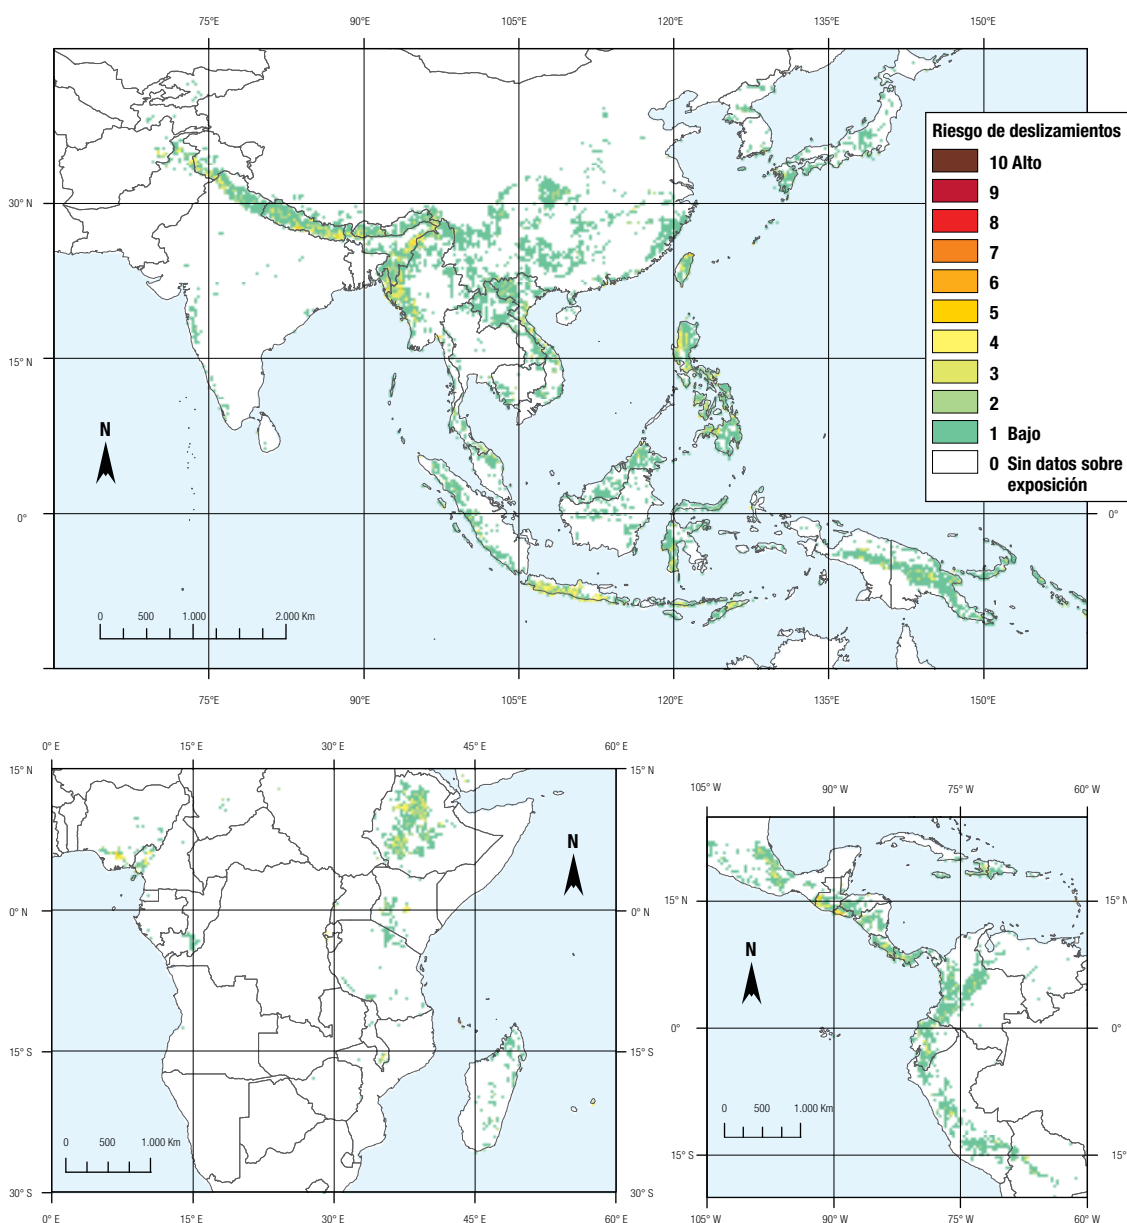 75°E 90°E 105°E 120°E 135°E 150°E
Riesgo de deslizamientos
10 Alto
9
8
7
6
5
4
3
2
1 Bajo
0 Sin datos sobre
exposición
30°N
15°N
0°
0°
N
0 500 1.000 2.000 Km
75°E 90°E 105°E 120°E 135°E 150°E
0° E 15°E 30°E 45°E 60° E
15° N
15° N
N
0°N
0°N
15° S
15° S
0 500 1.000 Km
30° S
30°S
0° E 15°E 30°E 45°E 60° E
105° W 90°W 75°W 60° W
15°N
15°N
N
0°
0°
0 500 1.000 Km
15°S
15°S
105° W 90° W 75° W 60° W